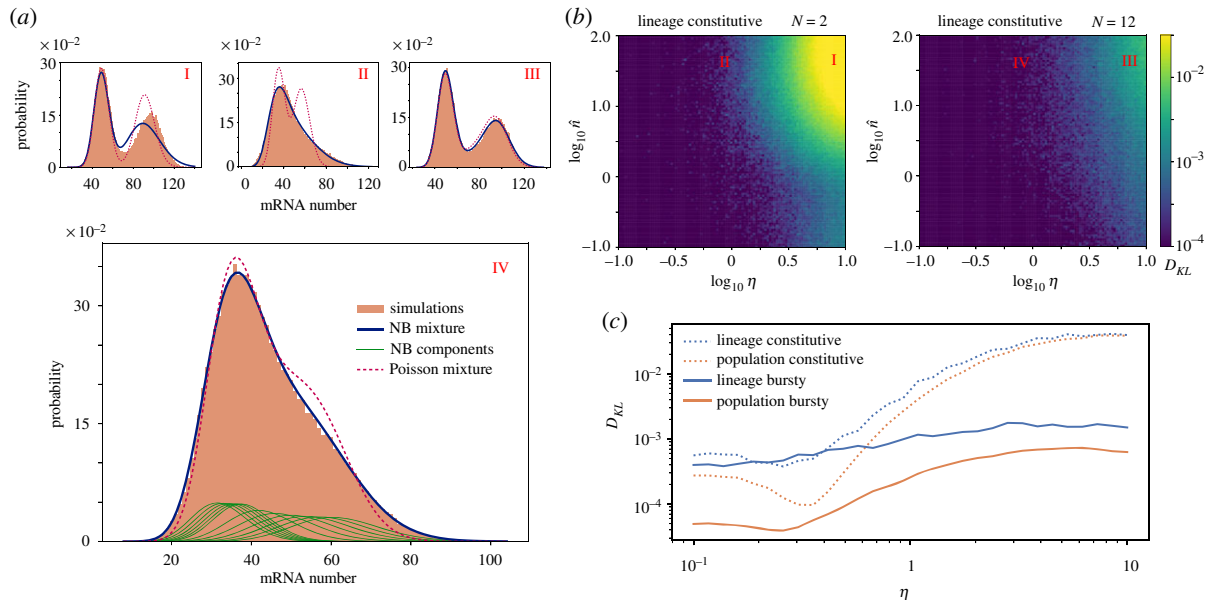 (a)
× 10⁻²
× 10⁻²
× 10⁻²
30
15
0
40 80 120
I
30
15
0
0 40 80 120
II
30
15
0
40 80 120
III
probability
mRNA number
× 10⁻²
30
15
0
20 40 60 80 100
probability
mRNA number
IV
simulations
NB mixture
NB components
Poisson mixture
(b)
lineage constitutive N = 2
2.0
1.0
0
−1.0
−1.0 −0.5 0 0.5 1.0
log₁₀ n̂
log₁₀ η
II
I
lineage constitutive N = 12
2.0
1.0
0
−1.0
−1.0 −0.5 0 0.5 1.0
log₁₀ n̂
log₁₀ η
IV
III
10⁻²
10⁻³
10⁻⁴
D_KL
(c)
lineage constitutive
population constitutive
lineage bursty
population bursty
10⁻²
10⁻³
10⁻⁴
D_KL
10⁻¹ 1 10
η